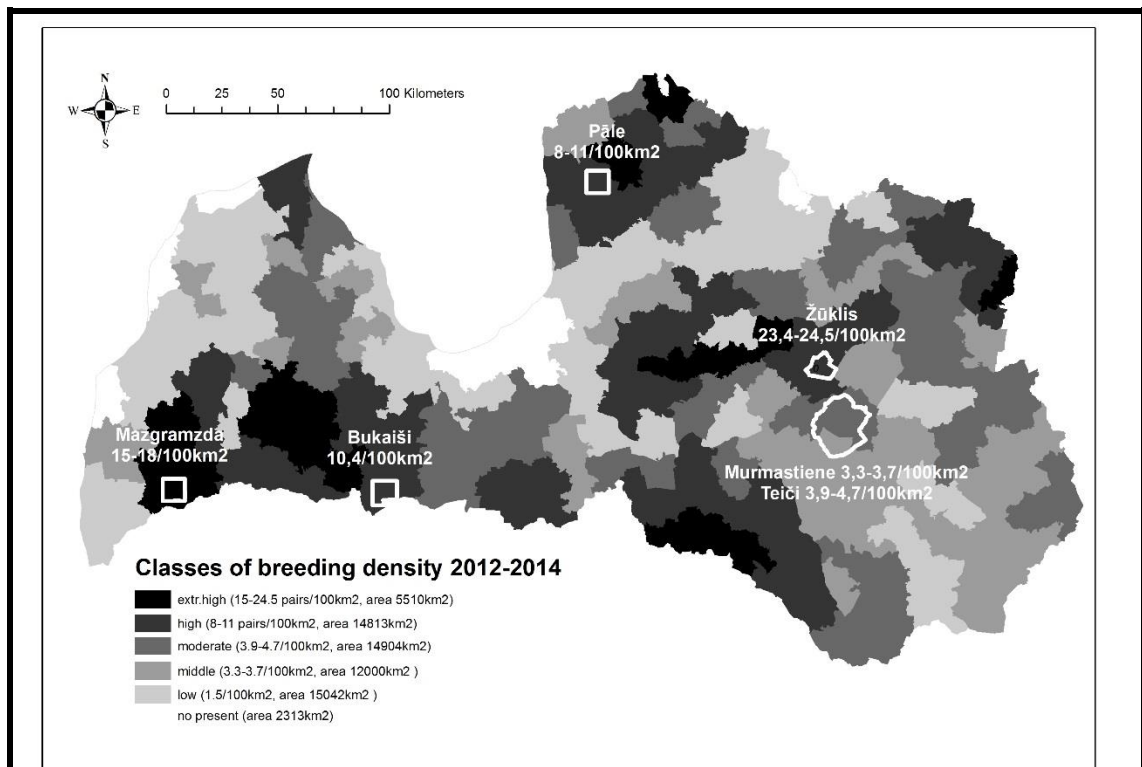 N
W E
S
0 50 100 Kilometers
Pāle
8-11/100km2
Žūklis
23,4-24,5/100km2
Mazgramzda
15-18/100km2
Bukaiši
10,4/100km2
Murmastiene 3,3-3,7/100km2
Teiči 3,9-4,7/100km2
Classes of breeding density 2012-2014
extr.high (15-24.5 pairs/100km2, area 5510km2)
high (8-11 pairs/100km2, area 14813km2)
moderate (3.9-4.7/100km2, area 14904km2)
middle (3.3-3.7/100km2, area 12000km2 )
low (1.5/100km2, area 15042km2 )
no present (area 2313km2)